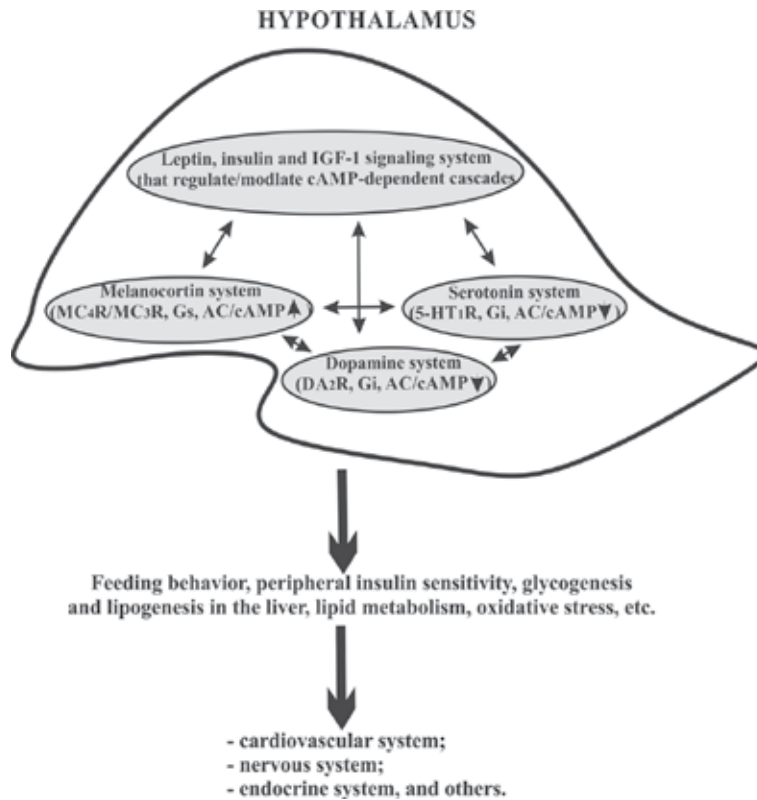 HYPOTHALAMUS
Leptin, insulin and IGF-1 signaling system
that regulate/modlate cAMP-dependent cascades
Melanocortin system
(MC4R/MC3R, Gs, AC/cAMP )
Serotonin system
(5-HT1R, Gi, AC/cAMP )
Dopamine system
(DA2R, Gi, AC/cAMP )
Feeding behavior, peripheral insulin sensitivity, glycogenesis
and lipogenesis in the liver, lipid metabolism, oxidative stress, etc.
- cardiovascular system;
- nervous system;
- endocrine system, and others.